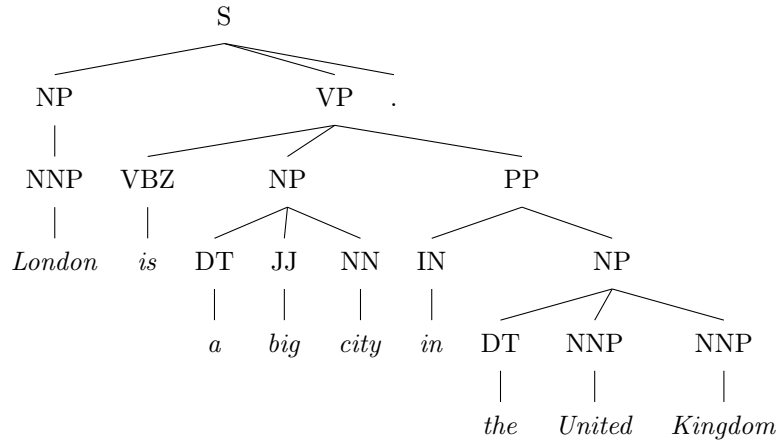 S
NP VP .
NNP VBZ NP PP
London is DT JJ NN IN NP
a big city in DT NNP NNP
the United Kingdom